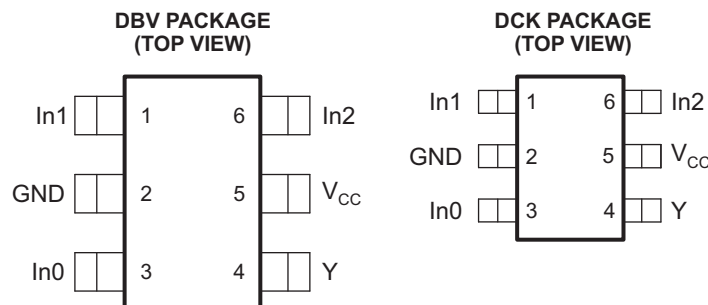 DBV PACKAGE
(TOP VIEW)
In1 1 6 In2
GND 2 5 VCC
In0 3 4 Y
DCK PACKAGE
(TOP VIEW)
In1 1 6 In2
GND 2 5 VCC
In0 3 4 Y